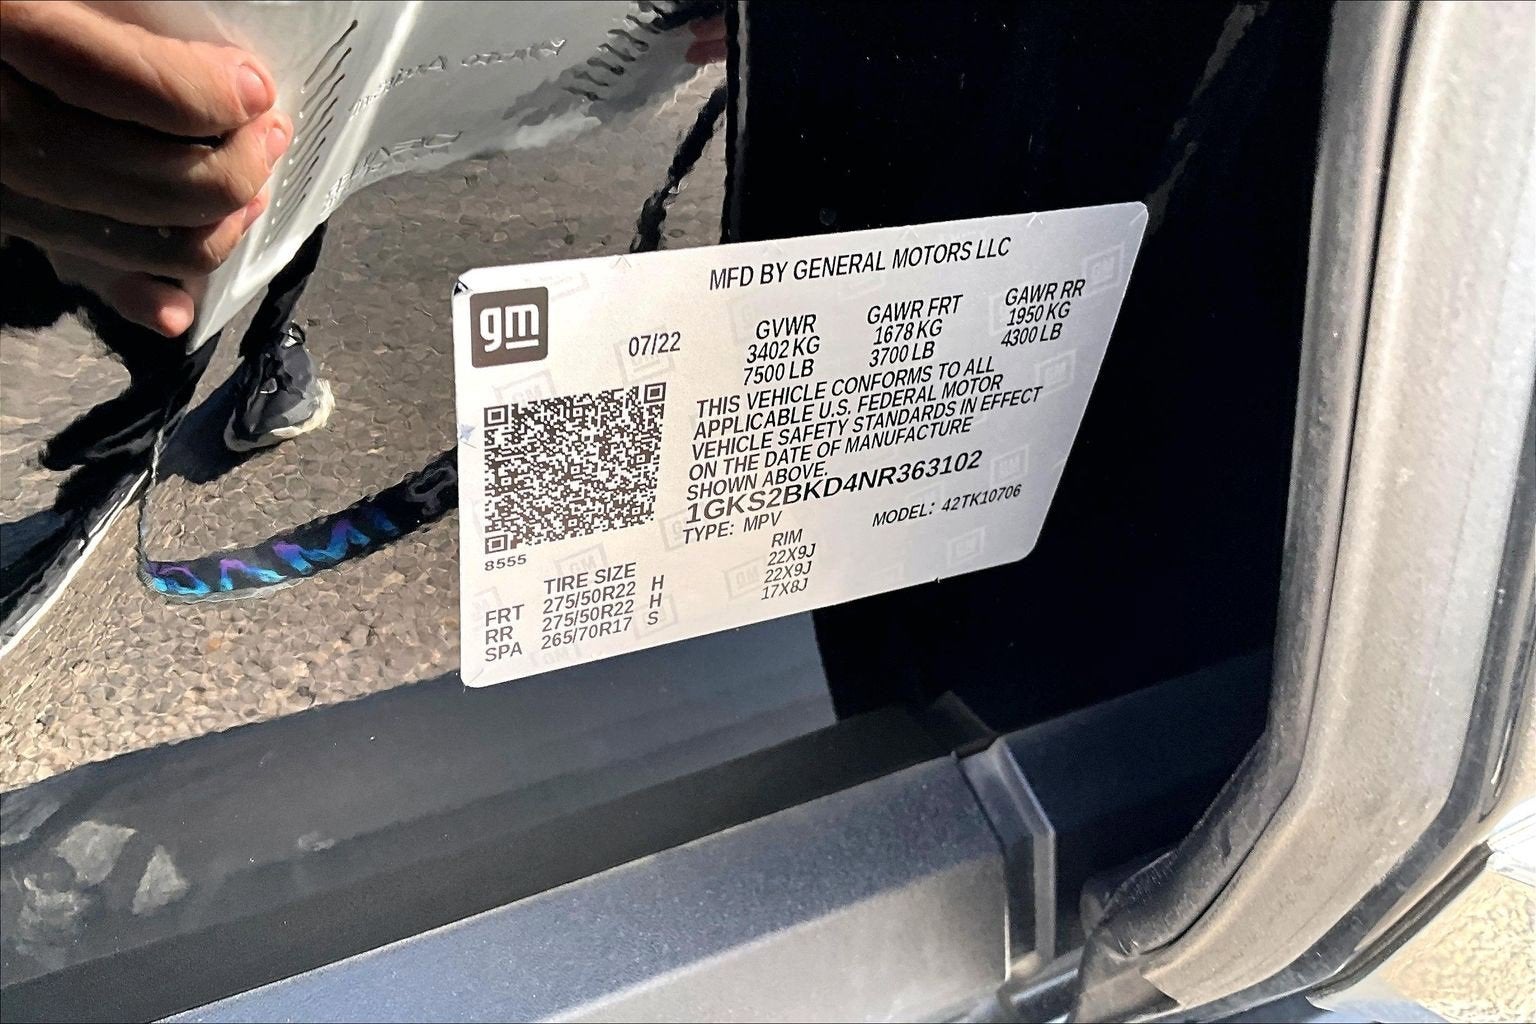 MFD BY GENERAL MOTORS LLC
gm
07/22
GVWR GAWR FRT GAWR RR
3402 KG 1678 KG 1950 KG
7500 LB 3700 LB 4300 LB
THIS VEHICLE CONFORMS TO ALL
APPLICABLE U.S. FEDERAL MOTOR
VEHICLE SAFETY STANDARDS IN EFFECT
ON THE DATE OF MANUFACTURE
SHOWN ABOVE.
1GKS2BKD4NR363102
TYPE: MPV MODEL: 42TK10706
8555
TIRE SIZE RIM
FRT 275/50R22 H 22X9J
RR 275/50R22 H 22X9J
SPA 265/70R17 S 17X8J